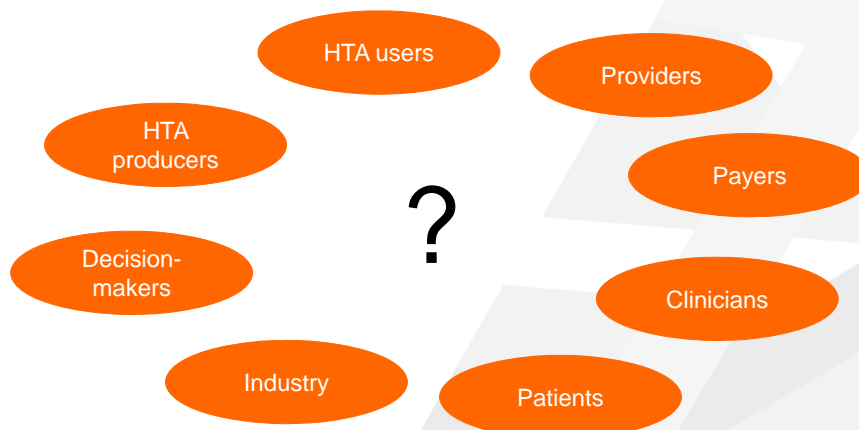 HTA users
Providers
HTA
producers
Payers
?
Decision-
makers
Clinicians
Industry
Patients